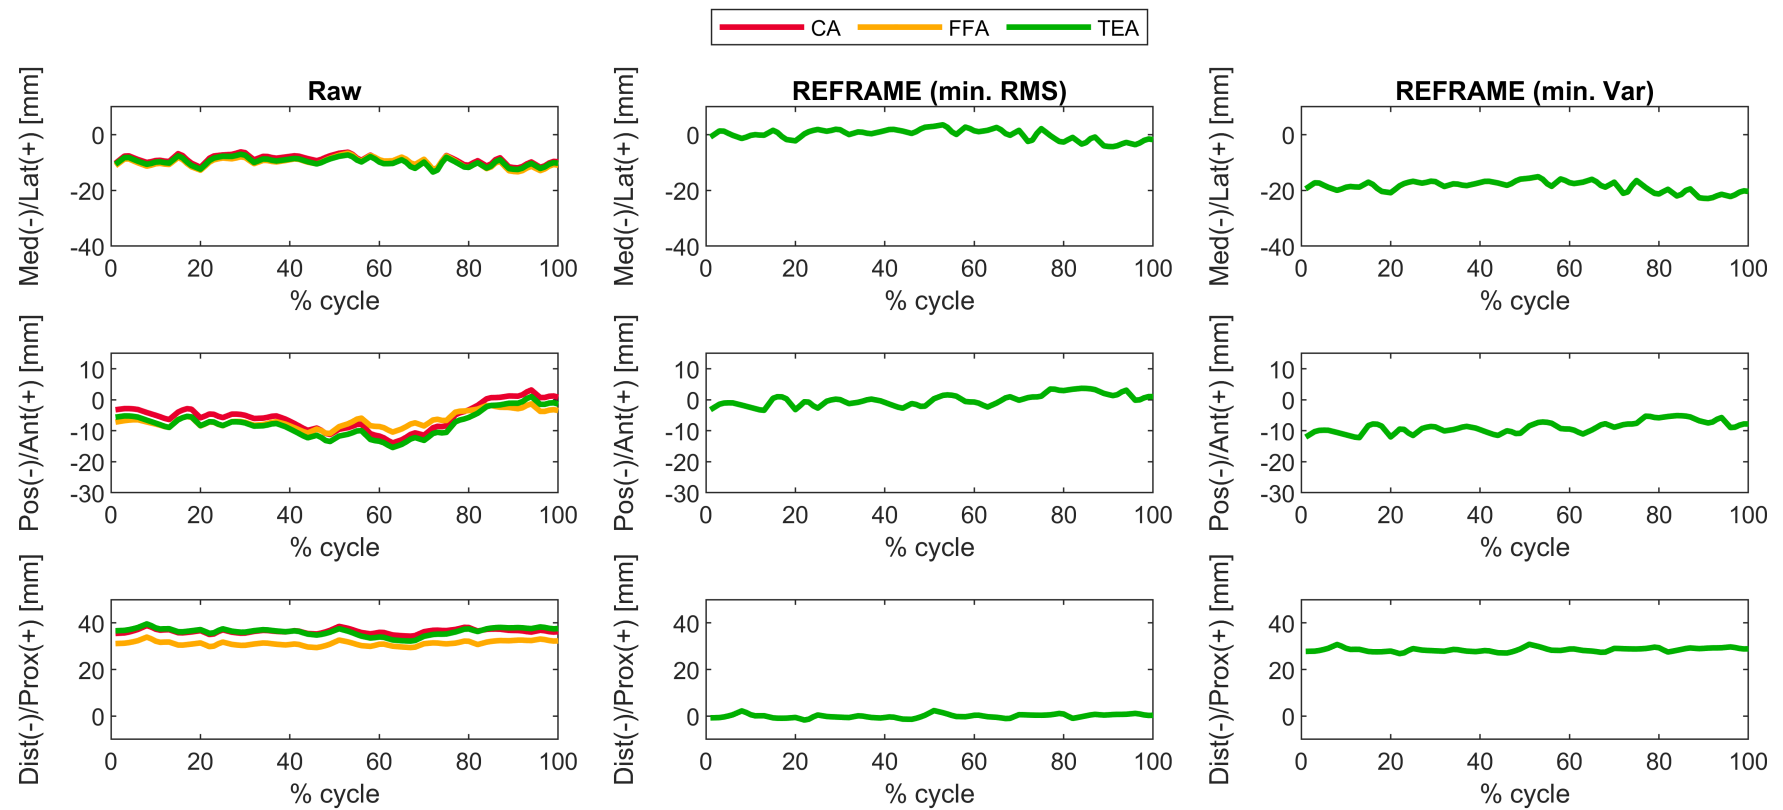 CA FFA TEA
Raw
REFRAME (min. RMS)
REFRAME (min. Var)
Med(-)/Lat(+) [mm]
0
-20
-40
0 20 40 60 80 100
% cycle
Med(-)/Lat(+) [mm]
0
-20
-40
0 20 40 60 80 100
% cycle
Med(-)/Lat(+) [mm]
0
-20
-40
0 20 40 60 80 100
% cycle
Pos(-)/Ant(+) [mm]
10
0
-10
-20
-30
0 20 40 60 80 100
% cycle
Pos(-)/Ant(+) [mm]
10
0
-10
-20
-30
0 20 40 60 80 100
% cycle
Pos(-)/Ant(+) [mm]
10
0
-10
-20
-30
0 20 40 60 80 100
% cycle
Dist(-)/Prox(+) [mm]
40
20
0
0 20 40 60 80 100
% cycle
Dist(-)/Prox(+) [mm]
40
20
0
0 20 40 60 80 100
% cycle
Dist(-)/Prox(+) [mm]
40
20
0
0 20 40 60 80 100
% cycle